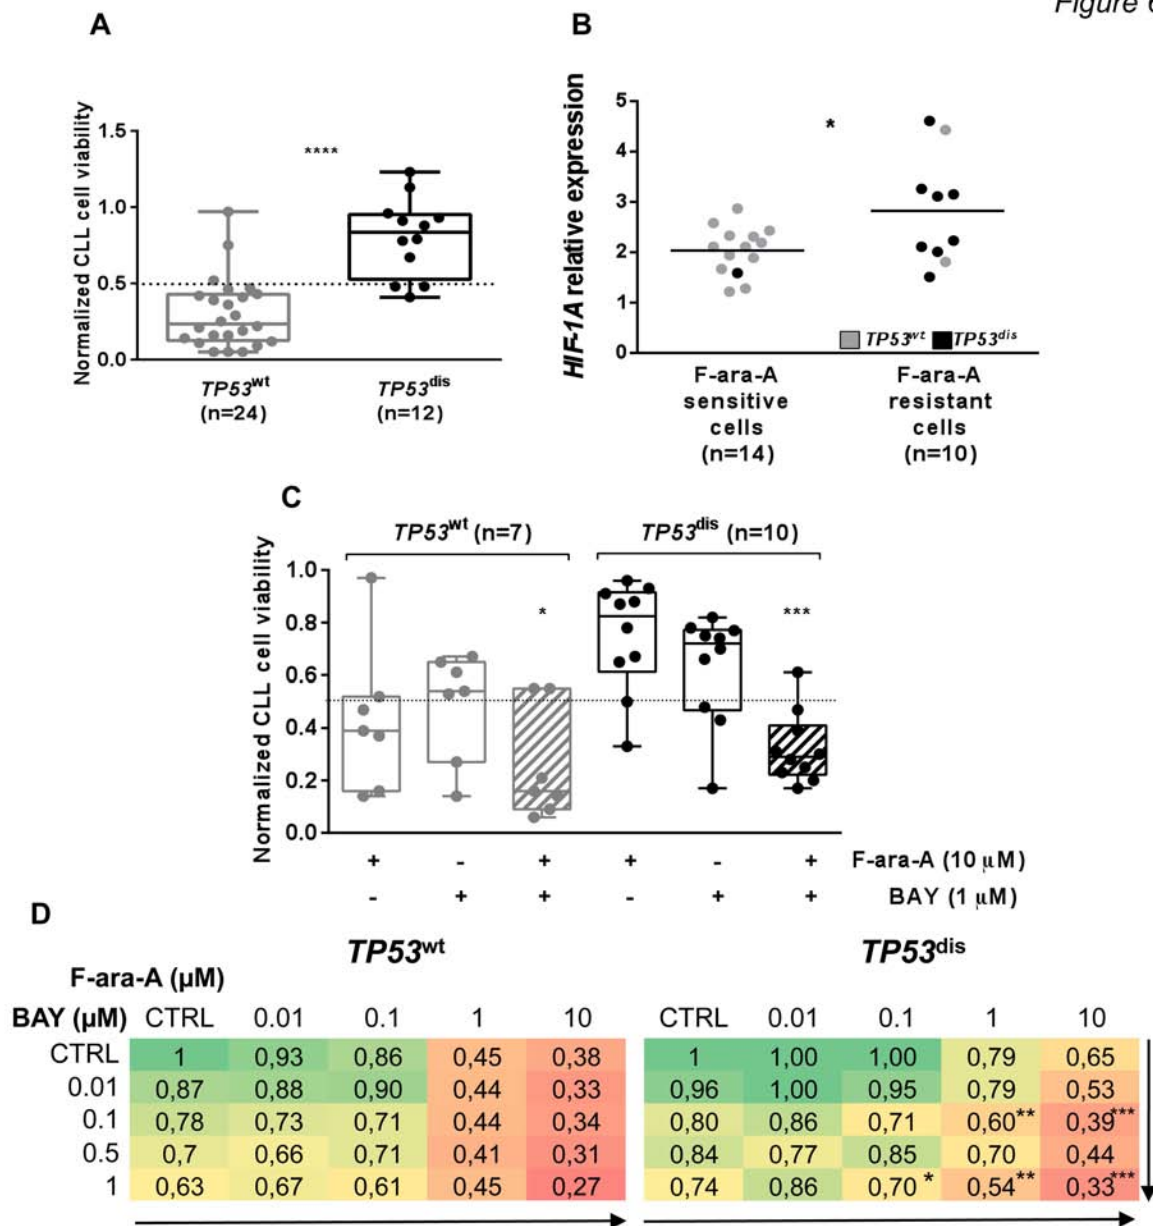 Figure 6
A
B
Normalized CLL cell viability
1.5
1.0
0.5
0.0
****
TP53wt
(n=24)
TP53dis
(n=12)
HIF-1A relative expression
5
4
3
2
1
0
*
TP53wt TP53dis
F-ara-A
sensitive
cells
(n=14)
F-ara-A
resistant
cells
(n=10)
C
TP53wt (n=7)
TP53dis (n=10)
Normalized CLL cell viability
1.0
0.8
0.6
0.4
0.2
0.0
*
***
+ - + + - + F-ara-A (10 µM)
- + + - + + BAY (1 µM)
D
TP53wt
TP53dis
F-ara-A (µM)
BAY (µM) CTRL 0.01 0.1 1 10 CTRL 0.01 0.1 1 10
CTRL 1 0,93 0,86 0,45 0,38 1 1,00 1,00 0,79 0,65
0.01 0,87 0,88 0,90 0,44 0,33 0,96 1,00 0,95 0,79 0,53
0.1 0,78 0,73 0,71 0,44 0,34 0,80 0,86 0,71 0,60** 0,39***
0.5 0,7 0,66 0,71 0,41 0,31 0,84 0,77 0,85 0,70 0,44
1 0,63 0,67 0,61 0,45 0,27 0,74 0,86 0,70* 0,54** 0,33***